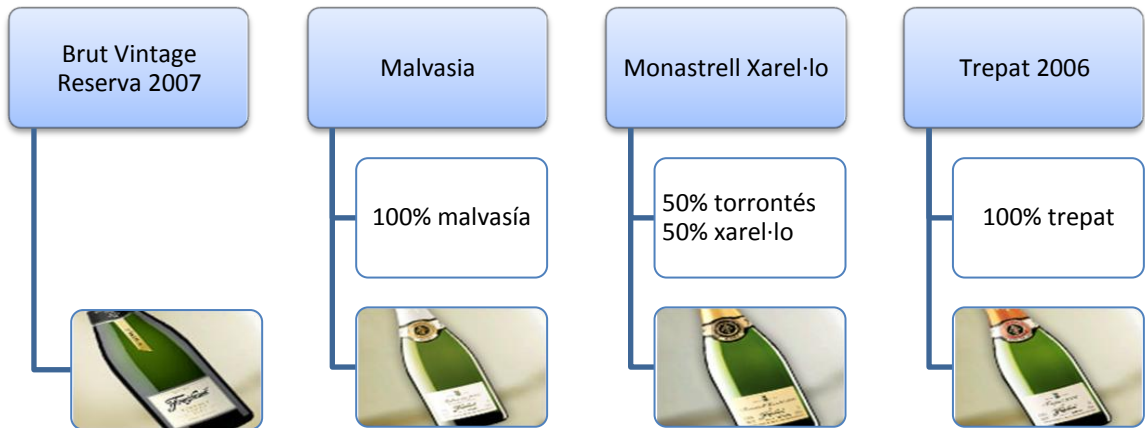 Brut Vintage
Reserva 2007
Malvasia
Monastrell Xarel·lo
Trepat 2006
100% malvasía
50% torrontés
50% xarel·lo
100% trepat
Freixenet